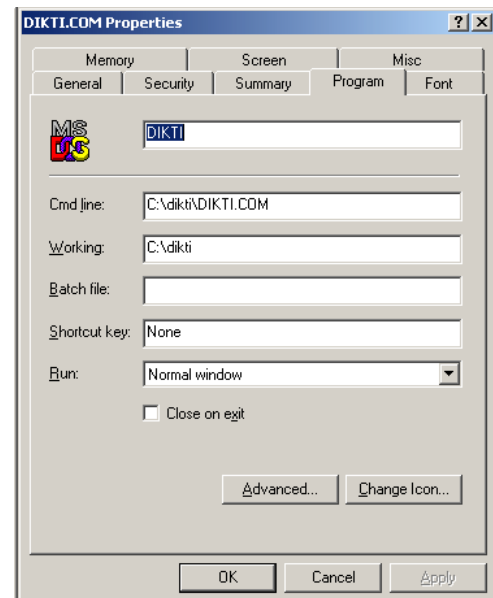 DIKTI.COM Properties
Memory Screen Misc
General Security Summary Program Font
MS DOS DIKTI
Cmd line: C:\dikti\DIKTI.COM
Working: C:\dikti
Batch file:
Shortcut key: None
Run: Normal window
Close on exit
Advanced... Change Icon...
OK Cancel Apply